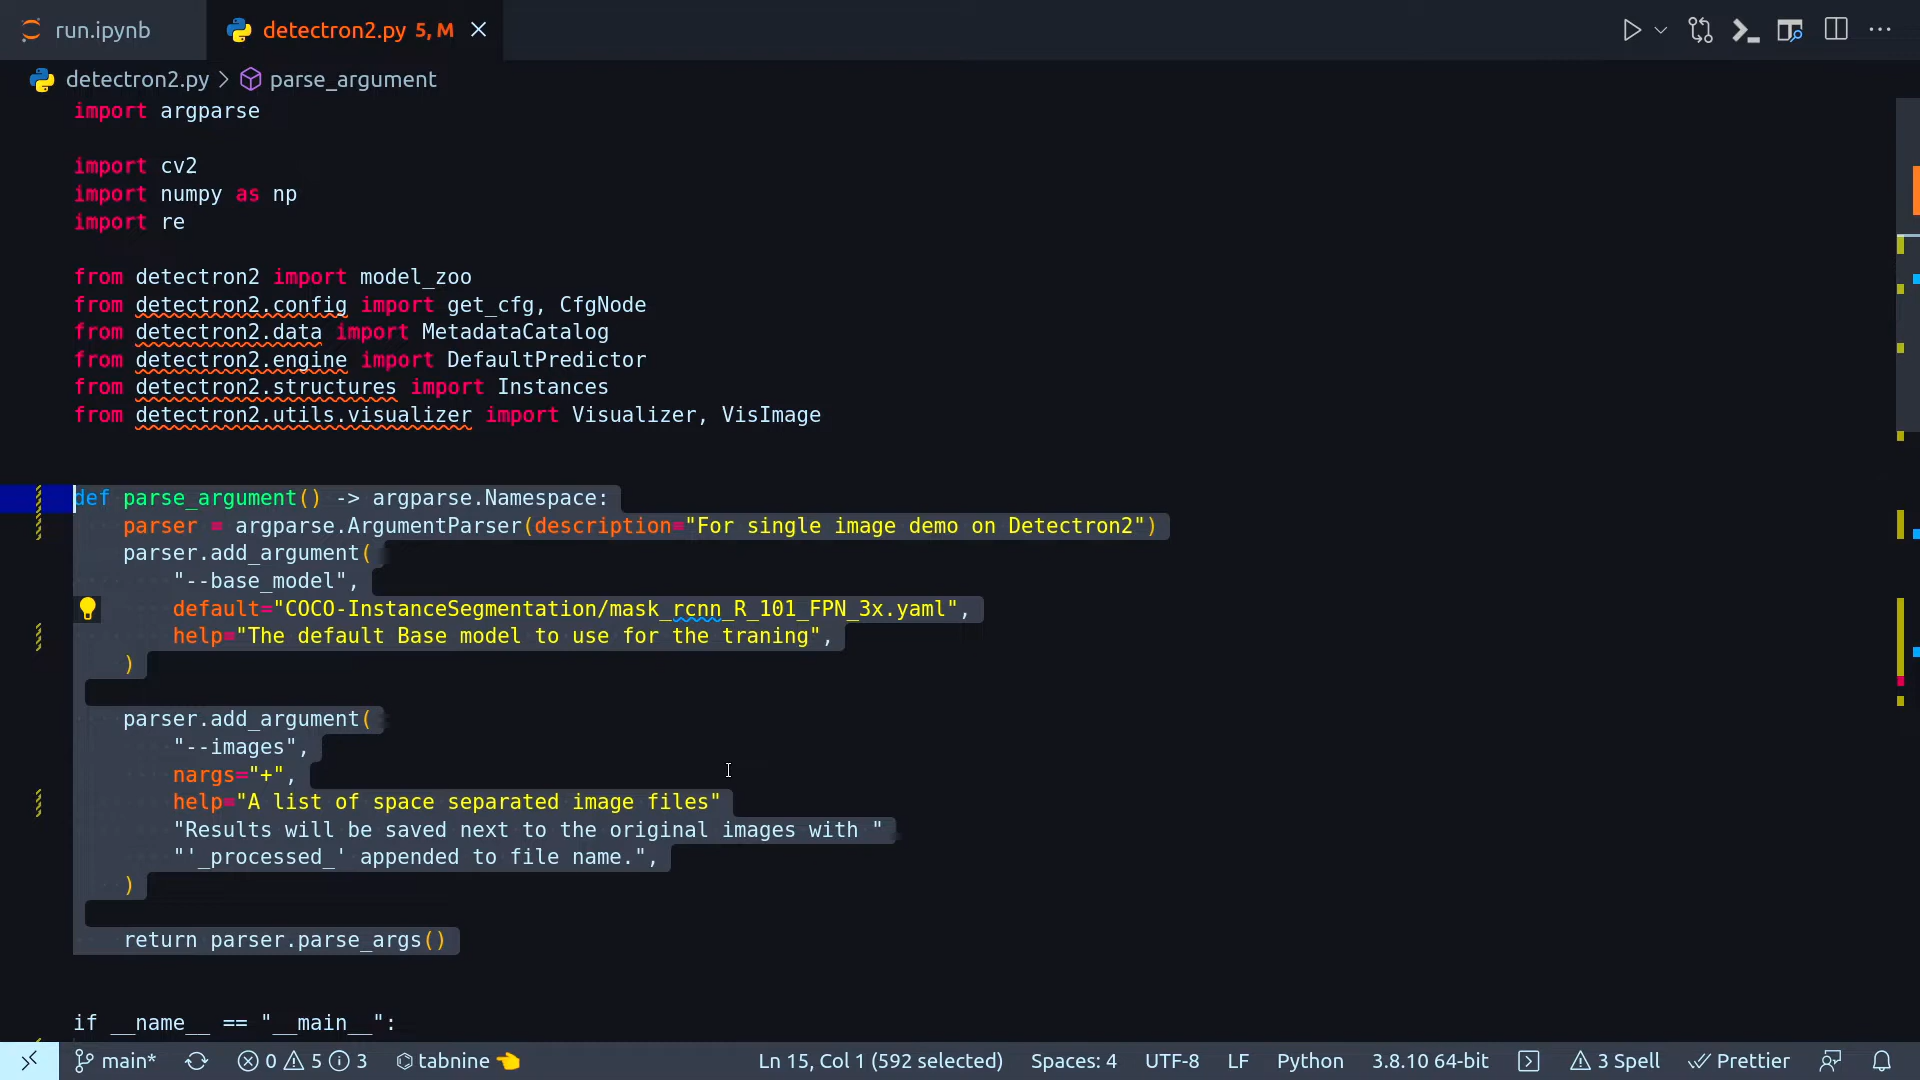 run.ipynb
detectron2.py 5, M
detectron2.py > parse_argument
import argparse
import cv2
import numpy as np
import re
from detectron2 import model_zoo
from detectron2.config import get_cfg, CfgNode
from detectron2.data import MetadataCatalog
from detectron2.engine import DefaultPredictor
from detectron2.structures import Instances
from detectron2.utils.visualizer import Visualizer, VisImage
def parse_argument() -> argparse.Namespace:
    parser = argparse.ArgumentParser(description="For single image demo on Detectron2")
    parser.add_argument(
        "--base_model",
        default="COCO-InstanceSegmentation/mask_rcnn_R_101_FPN_3x.yaml",
        help="The default Base model to use for the traning",
    )
    parser.add_argument(
        "--images",
        nargs="+",
        help="A list of space separated image files"
        "Results will be saved next to the original images with "
        "'_processed_' appended to file name.",
    )
    return parser.parse_args()
if __name__ == "__main__":
main* 0 5 3 tabnine Ln 15, Col 1 (592 selected) Spaces: 4 UTF-8 LF Python 3.8.10 64-bit 3 Spell Prettier